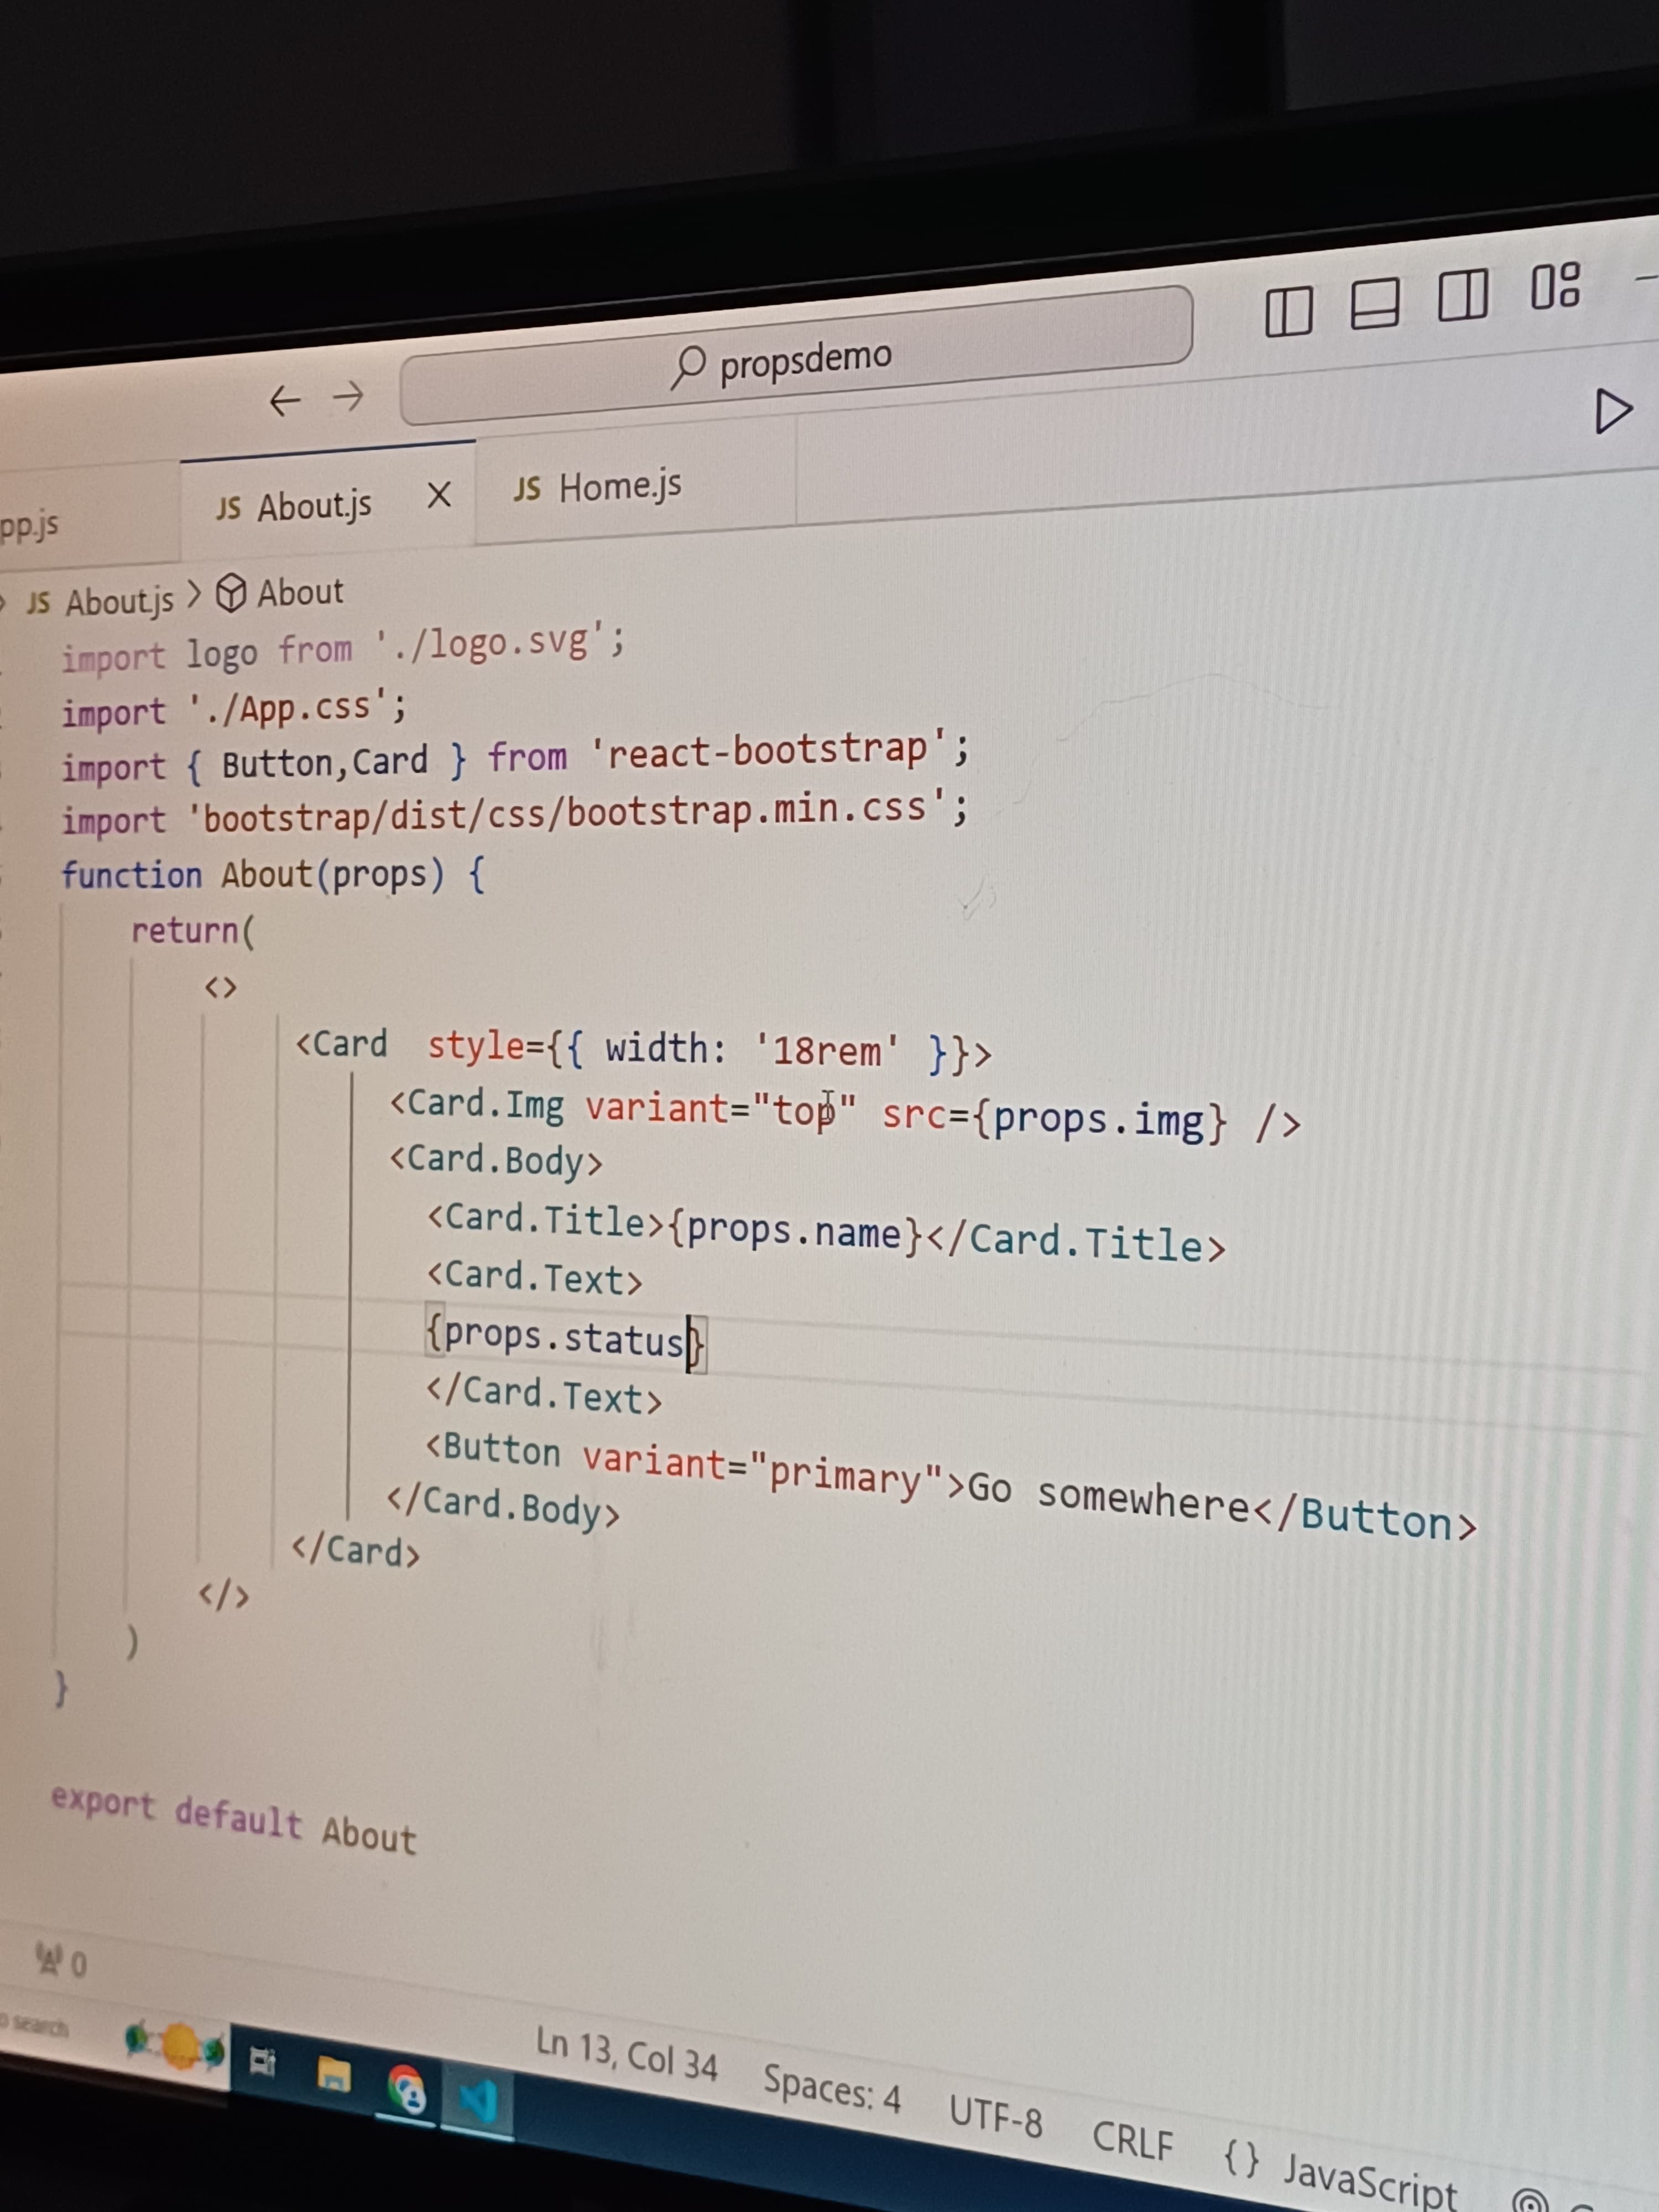 propsdemo
pp.js
JS About.js
JS Home.js
JS About.js > About
import logo from './logo.svg';
import './App.css';
import { Button,Card } from 'react-bootstrap';
import 'bootstrap/dist/css/bootstrap.min.css';
function About(props) {
return(
<>
<Card  style={{ width: '18rem' }}>
<Card.Img variant="top" src={props.img} />
<Card.Body>
<Card.Title>{props.name}</Card.Title>
<Card.Text>
{props.status}
</Card.Text>
<Button variant="primary">Go somewhere</Button>
</Card.Body>
</Card>
</>
)
}
export default About
0
Ln 13, Col 34 Spaces: 4 UTF-8 CRLF {} JavaScript
search